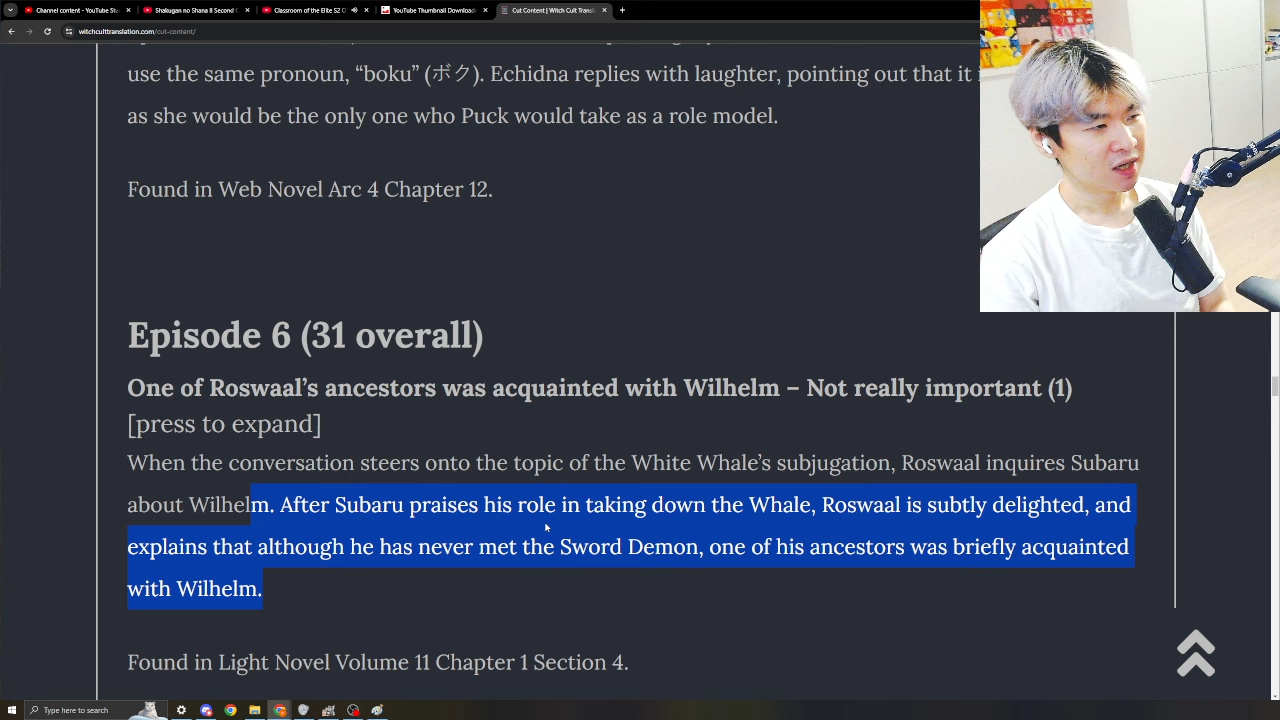 Channel content - YouTube Stu
Shakugan no Shana II Second
Classroom of the Elite S2 C
YouTube Thumbnail Downloade
Cut Content | Witch Cult Transl
witchculttranslation.com/cut-content/
use the same pronoun, “boku” (ボク). Echidna replies with laughter, pointing out that it i
as she would be the only one who Puck would take as a role model.
Found in Web Novel Arc 4 Chapter 12.
Episode 6 (31 overall)
One of Roswaal’s ancestors was acquainted with Wilhelm – Not really important (1)
[press to expand]
When the conversation steers onto the topic of the White Whale’s subjugation, Roswaal inquires Subaru
about Wilhelm. After Subaru praises his role in taking down the Whale, Roswaal is subtly delighted, and
explains that although he has never met the Sword Demon, one of his ancestors was briefly acquainted
with Wilhelm.
Found in Light Novel Volume 11 Chapter 1 Section 4.
Type here to search